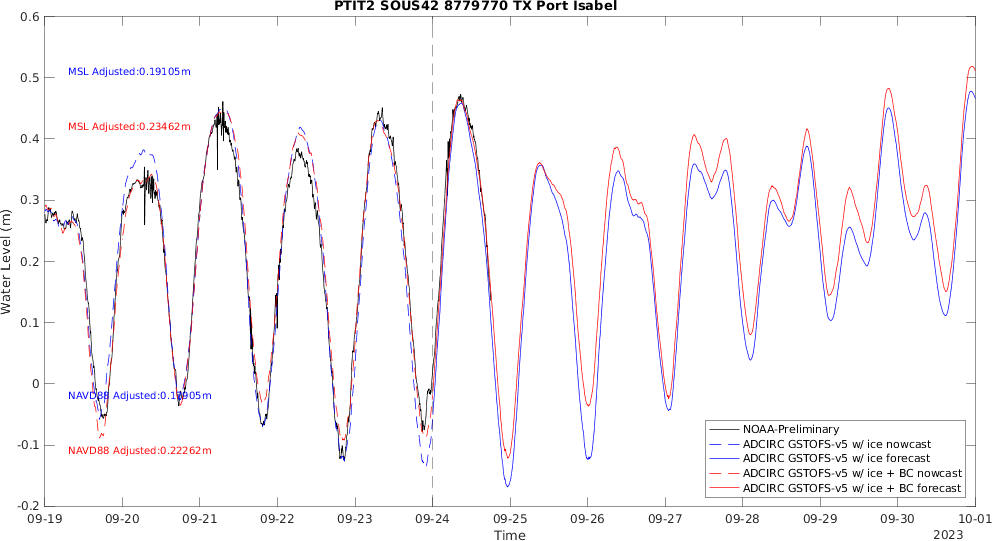 PTIT2 SOUS42 8779770 TX Port Isabel
0.6
0.5
0.4
0.3
0.2
0.1
0
-0.1
-0.2
Water Level (m)
MSL Adjusted:0.19105m
MSL Adjusted:0.23462m
NAVD88 Adjusted:0.17905m
NAVD88 Adjusted:0.22262m
NOAA-Preliminary
ADCIRC GSTOFS-v5 w/ ice nowcast
ADCIRC GSTOFS-v5 w/ ice forecast
ADCIRC GSTOFS-v5 w/ ice + BC nowcast
ADCIRC GSTOFS-v5 w/ ice + BC forecast
09-19 09-20 09-21 09-22 09-23 09-24 09-25 09-26 09-27 09-28 09-29 09-30 10-01
Time
2023